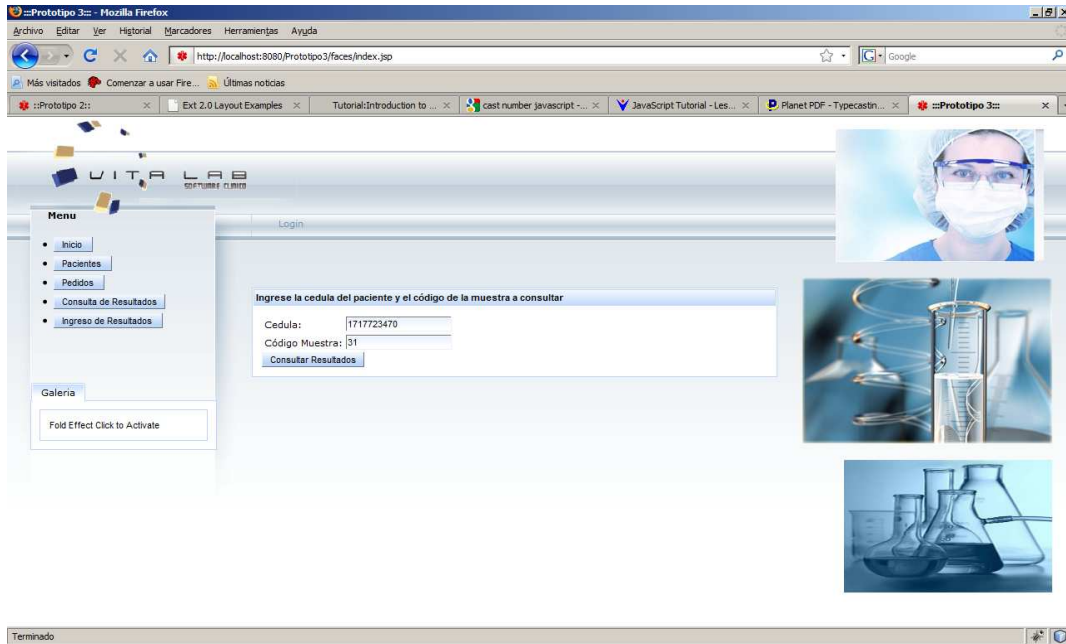 :::Prototipo 3::: - Mozilla Firefox
Archivo Editar Ver Historial Marcadores Herramientas Ayuda
http://localhost:8080/Prototipo3/faces/index.jsp
G Google
Más visitados Comenzar a usar Fire... Últimas noticias
::Prototipo 2::
Ext 2.0 Layout Examples
Tutorial:Introduction to ...
cast number javascript -...
JavaScript Tutorial - Les...
Planet PDF - Typecastin...
:::Prototipo 3:::
VITA LAB
SOFTWARE CLINICO
Menu
Login
Inicio
Pacientes
Pedidos
Consulta de Resultados
Ingreso de Resultados
Ingrese la cedula del paciente y el código de la muestra a consultar
Cedula: 1717723470
Código Muestra: 31
Consultar Resultados
Galeria
Fold Effect Click to Activate
Terminado